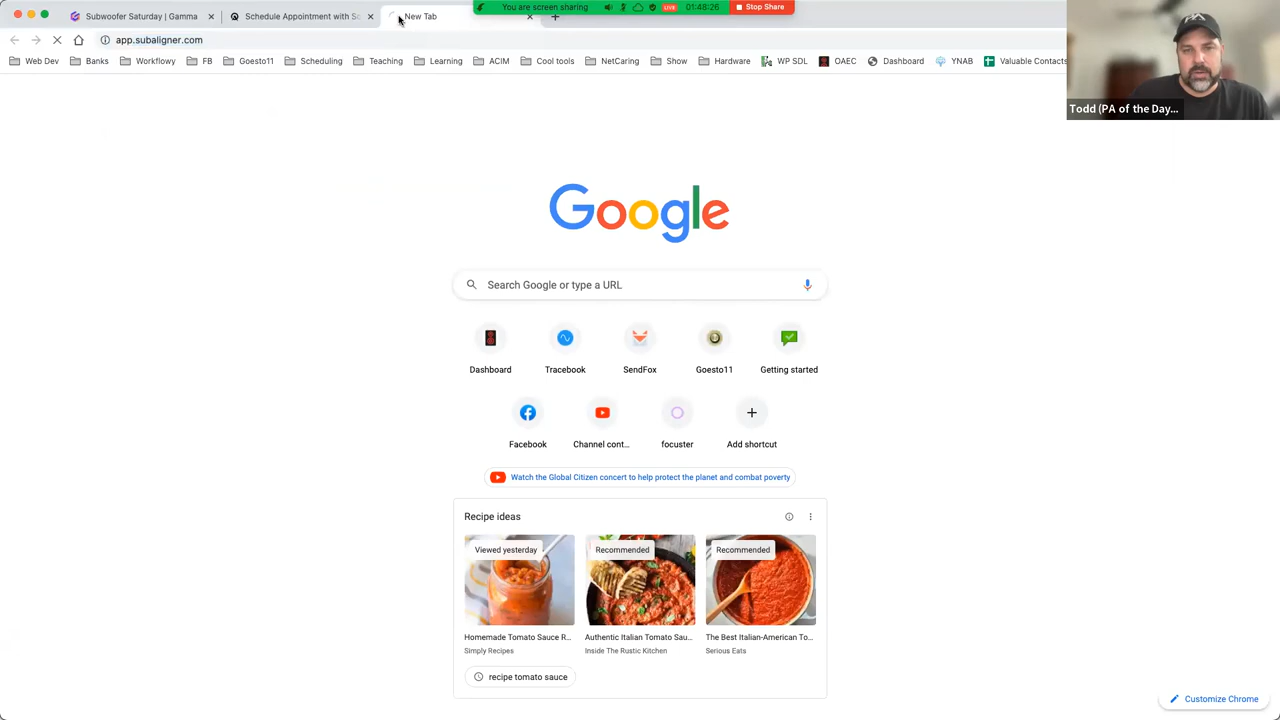 Subwoofer Saturday | Gamma
Schedule Appointment with So
New Tab
You are screen sharing
LIVE
01:48:26
Stop Share
app.subaligner.com
Web Dev
Banks
Workflowy
FB
Goesto11
Scheduling
Teaching
Learning
ACIM
Cool tools
NetCaring
Show
Hardware
WP SDL
OAEC
Dashboard
YNAB
Valuable Contacts
Todd (PA of the Day...
Google
Search Google or type a URL
Dashboard
Tracebook
SendFox
Goesto11
Getting started
Facebook
Channel cont...
focuster
Add shortcut
Watch the Global Citizen concert to help protect the planet and combat poverty
Recipe ideas
Viewed yesterday
Recommended
Recommended
Homemade Tomato Sauce R...
Authentic Italian Tomato Sau...
The Best Italian-American To...
Simply Recipes
Inside The Rustic Kitchen
Serious Eats
recipe tomato sauce
Customize Chrome